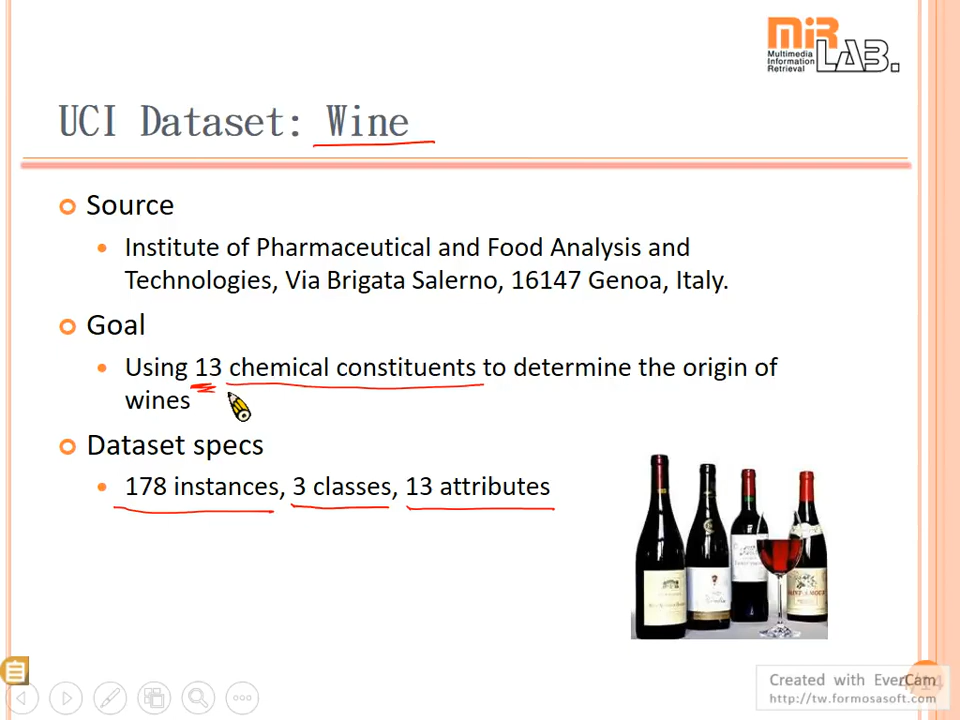 MIR
Multimedia
Information
Retrieval
LAB.
UCI Dataset: Wine
Source
Institute of Pharmaceutical and Food Analysis and
Technologies, Via Brigata Salerno, 16147 Genoa, Italy.
Goal
Using 13 chemical constituents to determine the origin of
wines
Dataset specs
178 instances, 3 classes, 13 attributes
Created with EverCam
http://tw.formosasoft.com